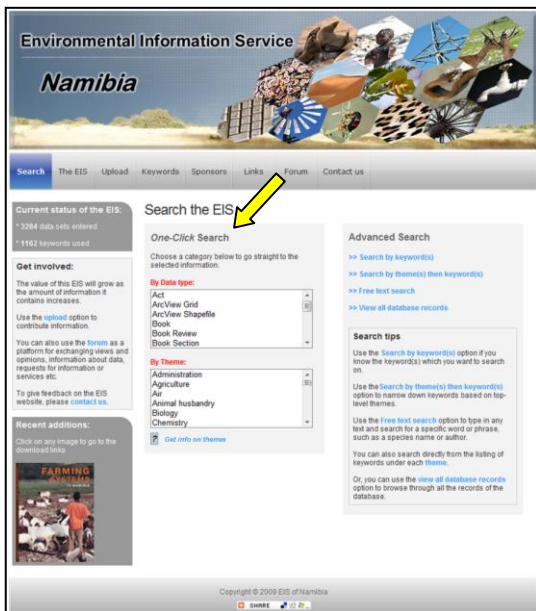 Environmental Information Service
Namibia
Search The EIS Upload Keywords Sponsors Links Forum Contact us
Current status of the EIS:
* 3284 data sets entered
* 1162 keywords used
Get involved:
The value of this EIS will grow as
the amount of information it
contains increases.
Use the upload option to
contribute information.
You can also use the forum as a
platform for exchanging views and
opinions, information about data,
requests for information or
services etc.
To give feedback on the EIS
website, please contact us.
Recent additions:
Click on any image to go to the
download links
FARMING
SYSTEMS
Search the EIS
One-Click Search
Choose a category below to go straight to the
selected information.
By Data type:
Act
ArcView Grid
ArcView Shapefile
Book
Book Review
Book Section
By Theme:
Administration
Agriculture
Air
Animal husbandry
Biology
Chemistry
? Get info on themes
Advanced Search
>> Search by keyword(s)
>> Search by theme(s) then keyword(s)
>> Free text search
>> View all database records
Search tips
Use the Search by keyword(s) option if you
know the keyword(s) which you want to search
on.
Use the Search by theme(s) then keyword(s)
option to narrow down keywords based on top-
level themes.
Use the Free text search option to type in any
text and search for a specific word or phrase,
such as a species name or author.
You can also search directly from the listing of
keywords under each theme.
Or, you can use the view all database records
option to browse through all the records of the
database.
Copyright © 2009 EIS of Namibia
SHARE